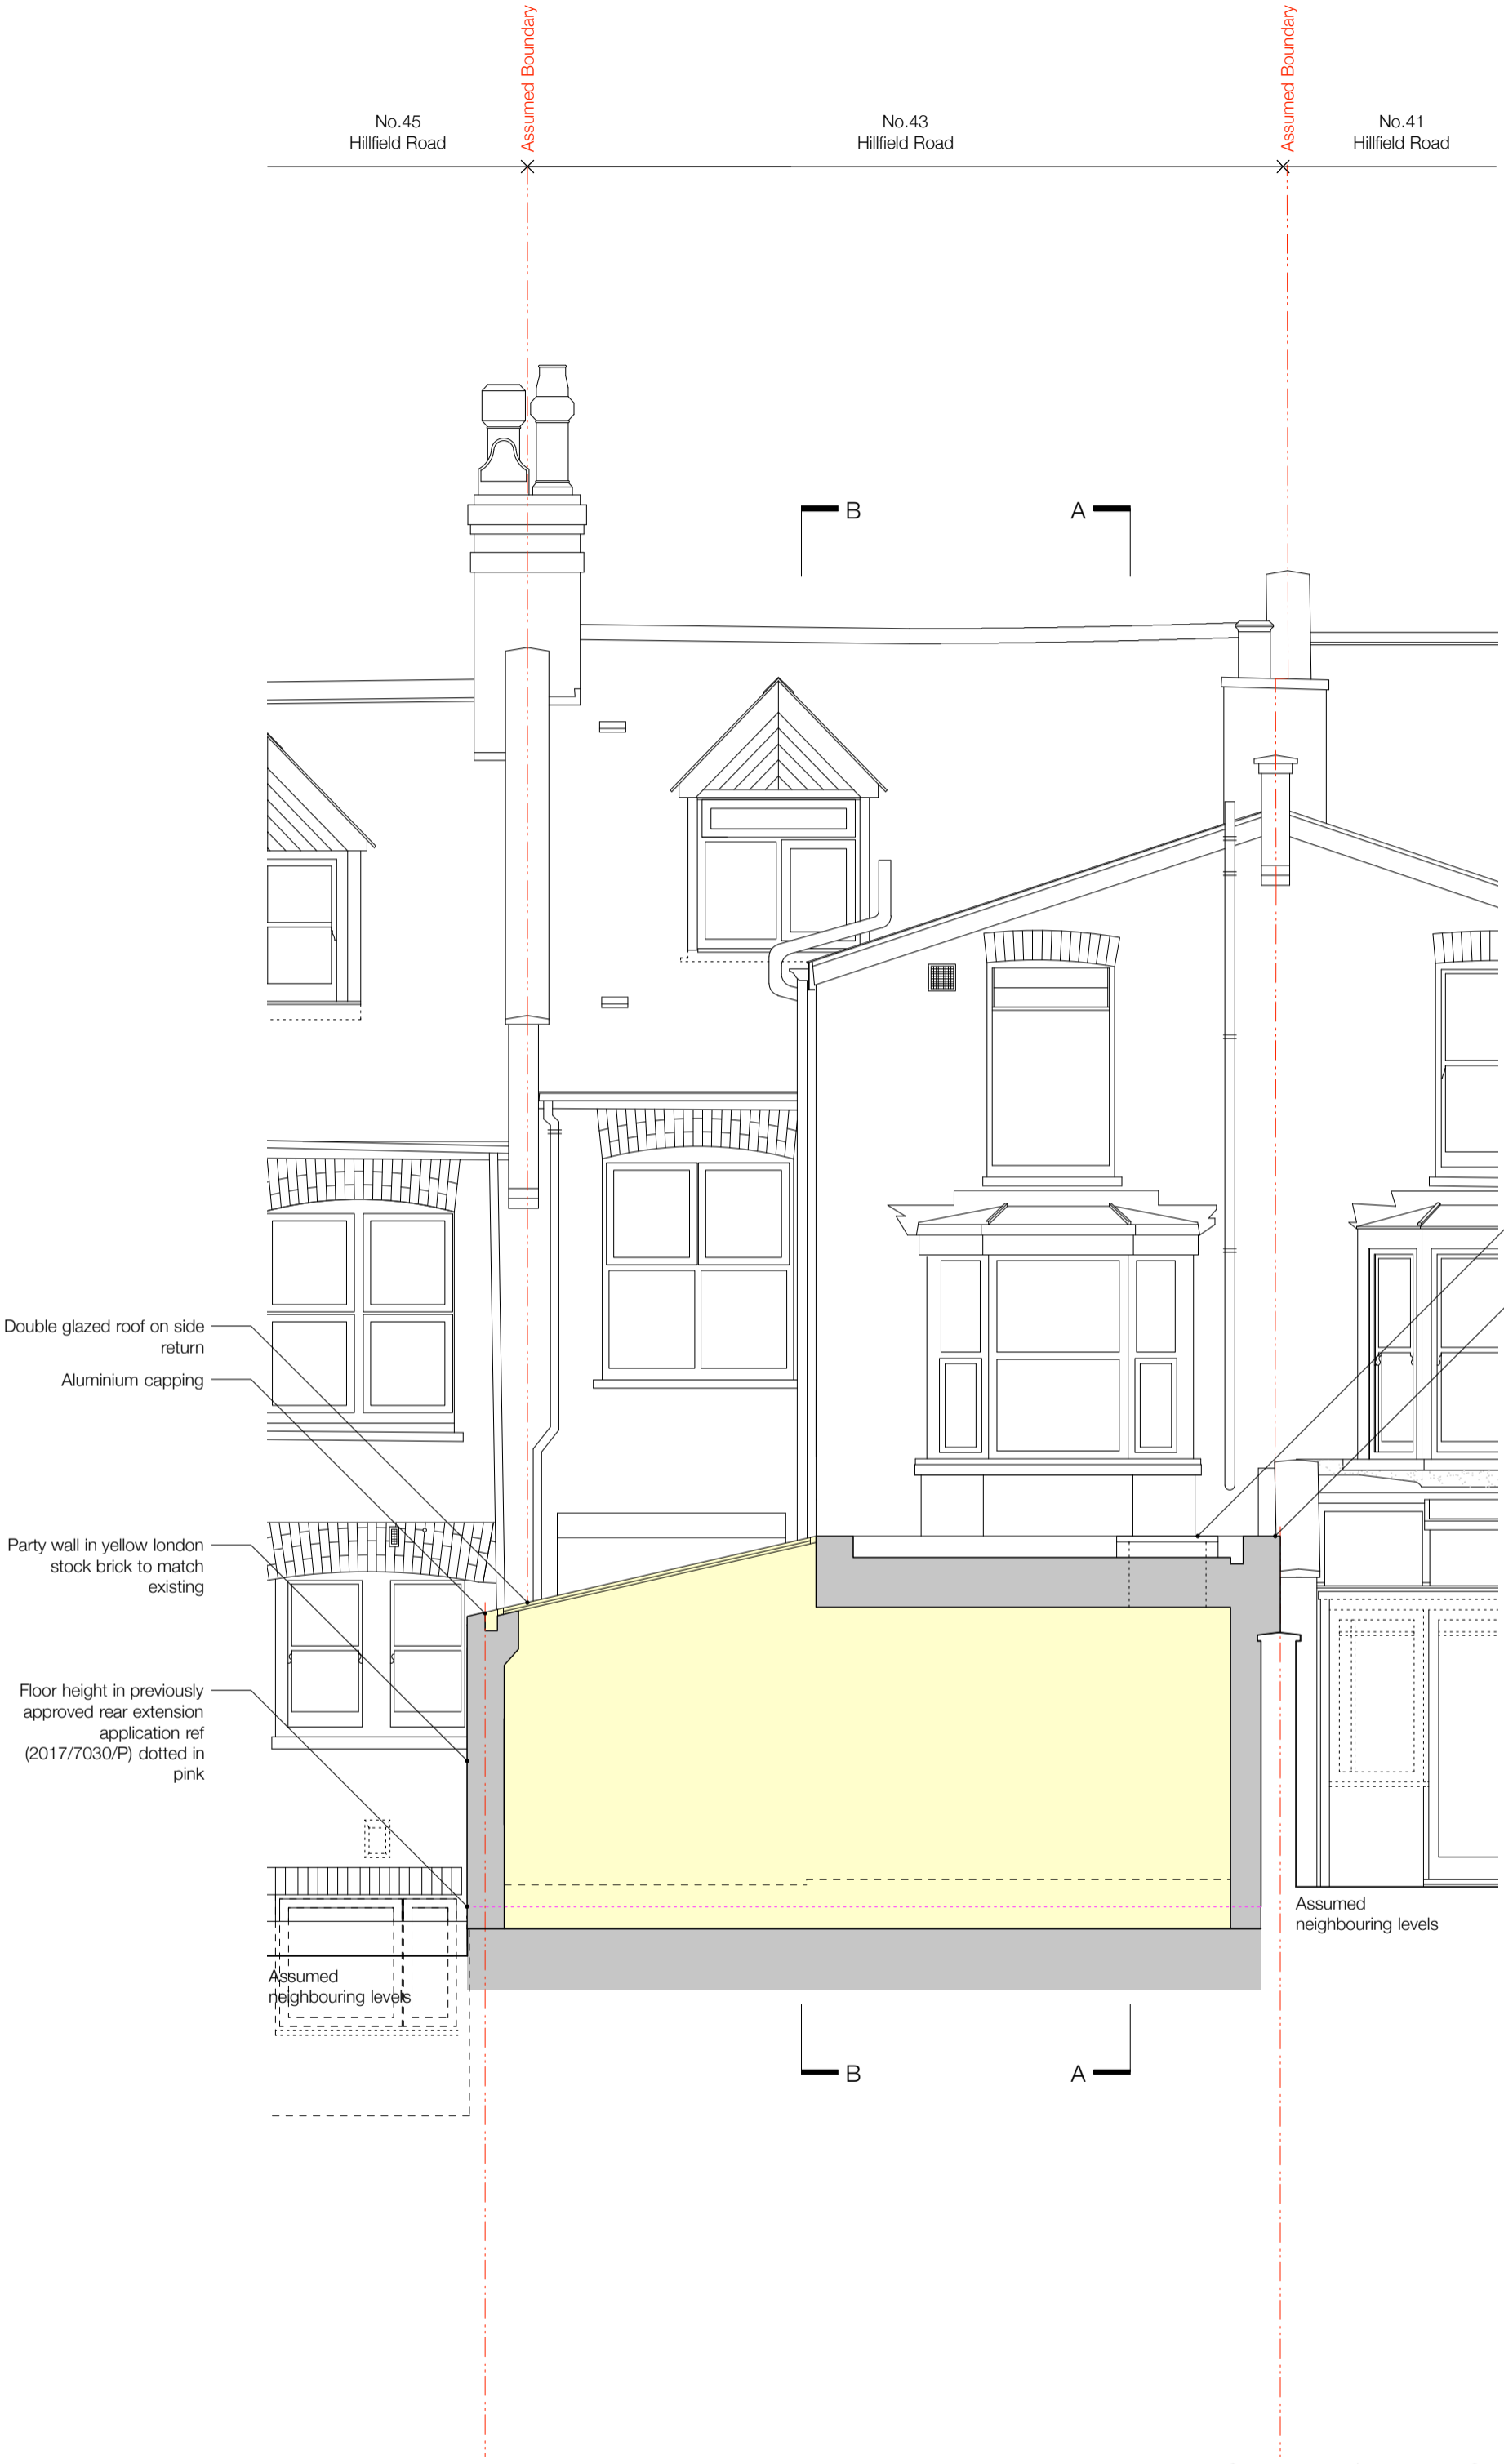 Assumed Boundary
Assumed Boundary
No.45
Hillfield Road
No.43
Hillfield Road
No.41
Hillfield Road
B
A
Double glazed roof on side
return
Aluminium capping
Party wall in yellow london
stock brick to match
existing
Floor height in previously
approved rear extension
application ref
(2017/7030/P) dotted in
pink
Assumed
neighbouring levels
Assumed
neighbouring levels
B
A